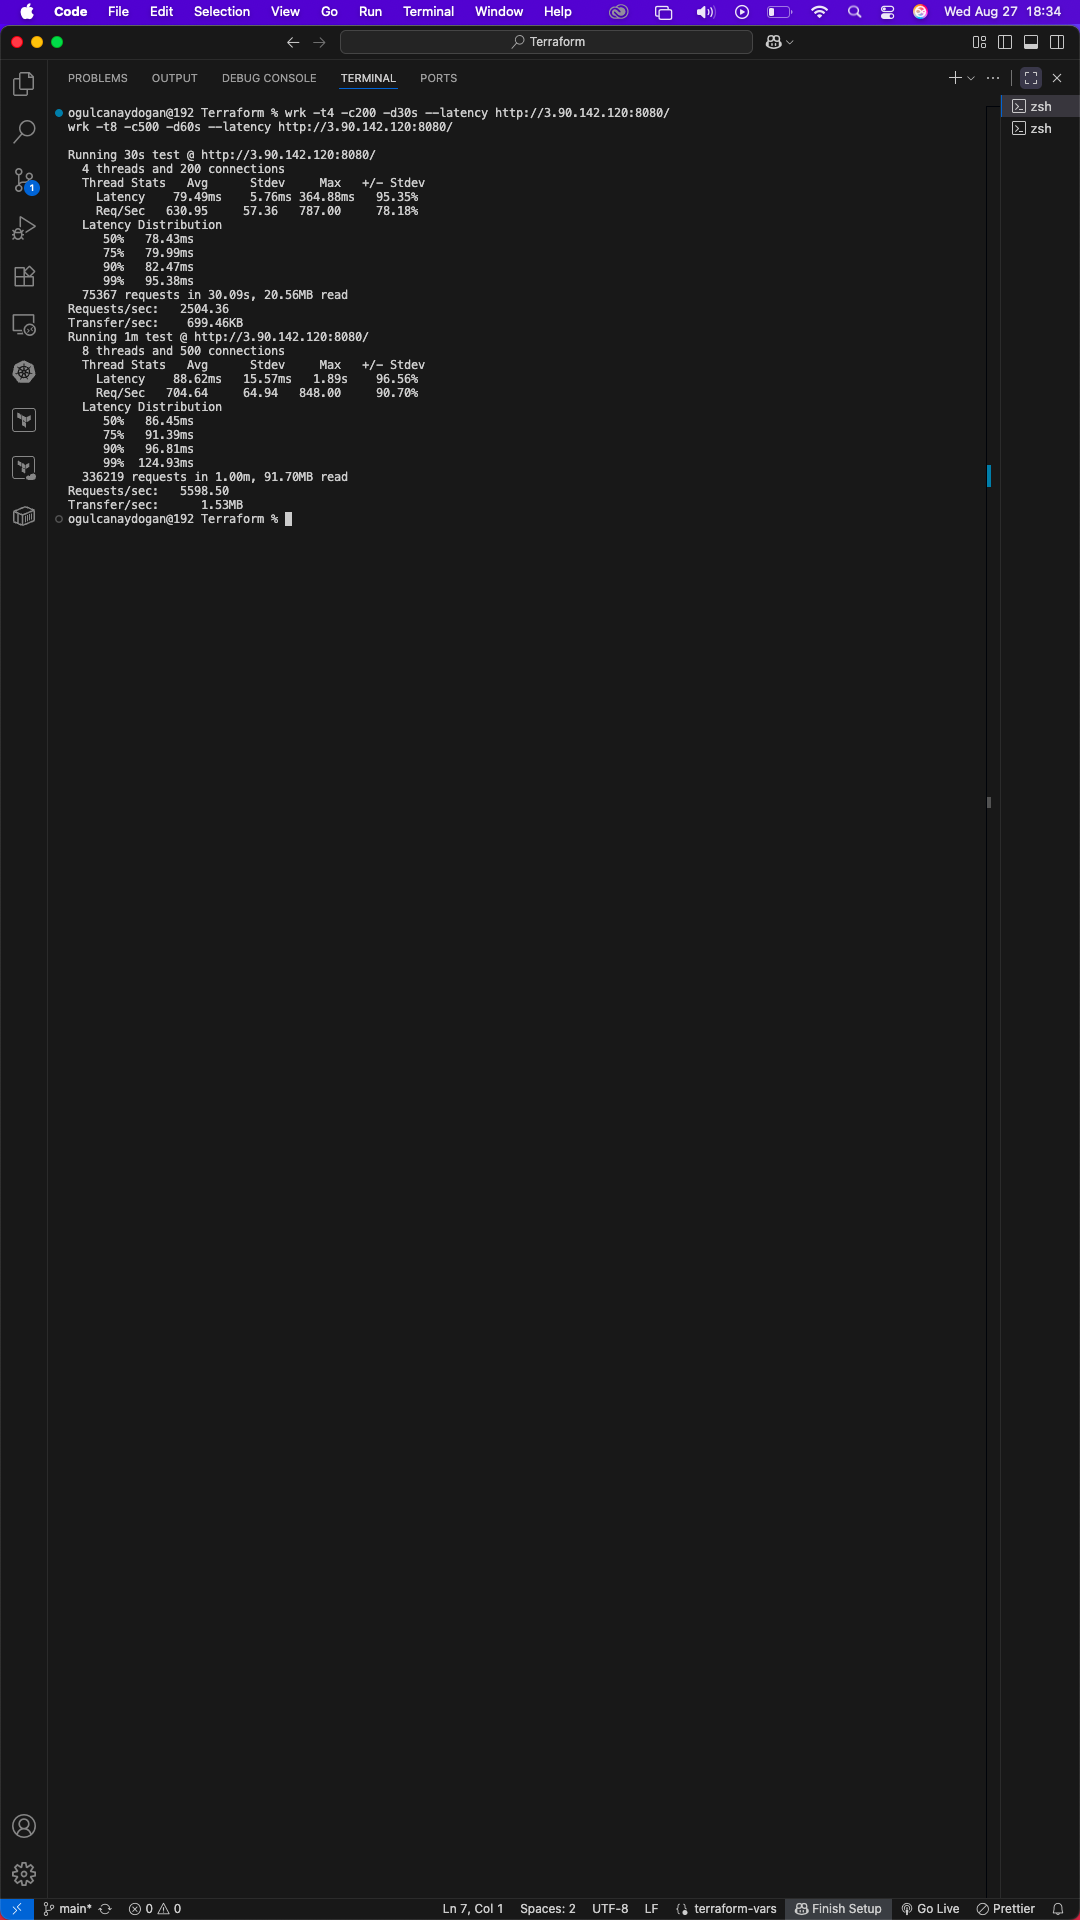 Code File Edit Selection View Go Run Terminal Window Help Wed Aug 27 18:34
Terraform
PROBLEMS OUTPUT DEBUG CONSOLE TERMINAL PORTS
zsh
zsh
ogulcanaydogan@192 Terraform % wrk -t4 -c200 -d30s --latency http://3.90.142.120:8080/
wrk -t8 -c500 -d60s --latency http://3.90.142.120:8080/
Running 30s test @ http://3.90.142.120:8080/
4 threads and 200 connections
Thread Stats Avg Stdev Max +/- Stdev
Latency 79.49ms 5.76ms 364.88ms 95.35%
Req/Sec 630.95 57.36 787.00 78.18%
Latency Distribution
50% 78.43ms
75% 79.99ms
90% 82.47ms
99% 95.38ms
75367 requests in 30.09s, 20.56MB read
Requests/sec: 2504.36
Transfer/sec: 699.46KB
Running 1m test @ http://3.90.142.120:8080/
8 threads and 500 connections
Thread Stats Avg Stdev Max +/- Stdev
Latency 88.62ms 15.57ms 1.89s 96.56%
Req/Sec 704.64 64.94 848.00 90.70%
Latency Distribution
50% 86.45ms
75% 91.39ms
90% 96.81ms
99% 124.93ms
336219 requests in 1.00m, 91.70MB read
Requests/sec: 5598.50
Transfer/sec: 1.53MB
ogulcanaydogan@192 Terraform %
1
main* 0 0 Ln 7, Col 1 Spaces: 2 UTF-8 LF terraform-vars Finish Setup Go Live Prettier